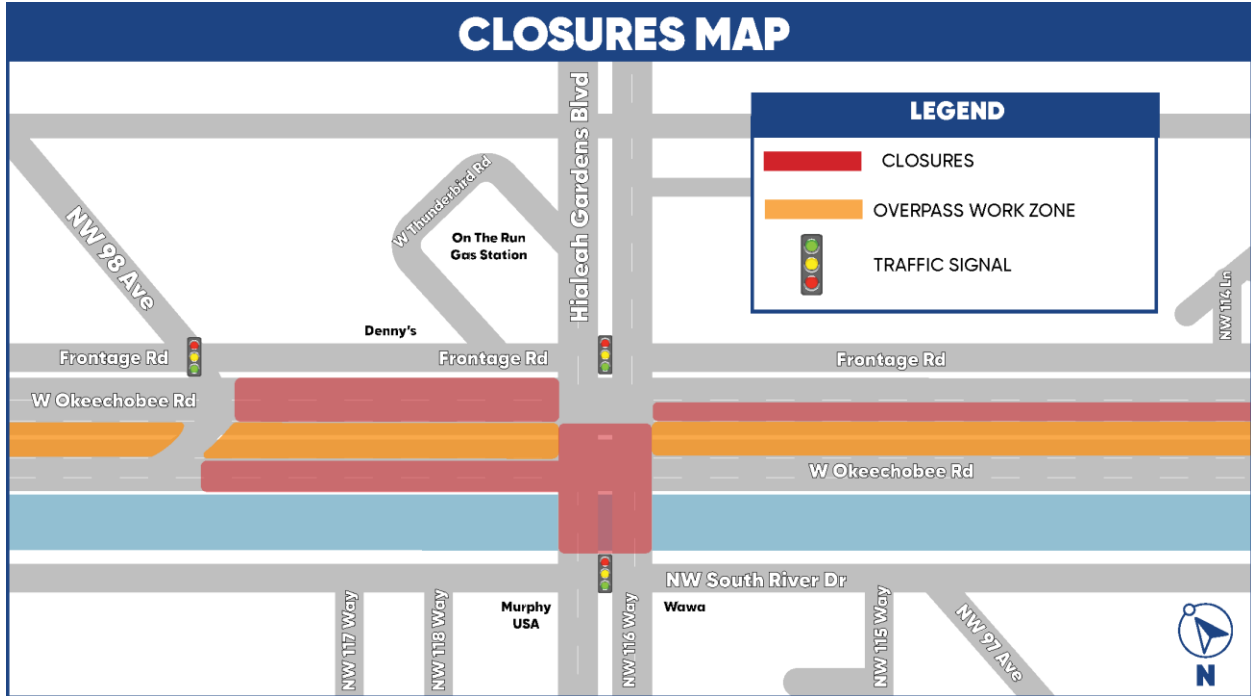 CLOSURES MAP
Hialeah Gardens Blvd
LEGEND
CLOSURES
OVERPASS WORK ZONE
TRAFFIC SIGNAL
NW 98 Ave
W Thunderbird Rd
On The Run
Gas Station
NW 114 Ln
Denny's
Frontage Rd
Frontage Rd
Frontage Rd
W Okeechobee Rd
W Okeechobee Rd
NW South River Dr
NW 117 Way
NW 118 Way
Murphy
USA
NW 116 Way
Wawa
NW 115 Way
NW 97 Ave
N